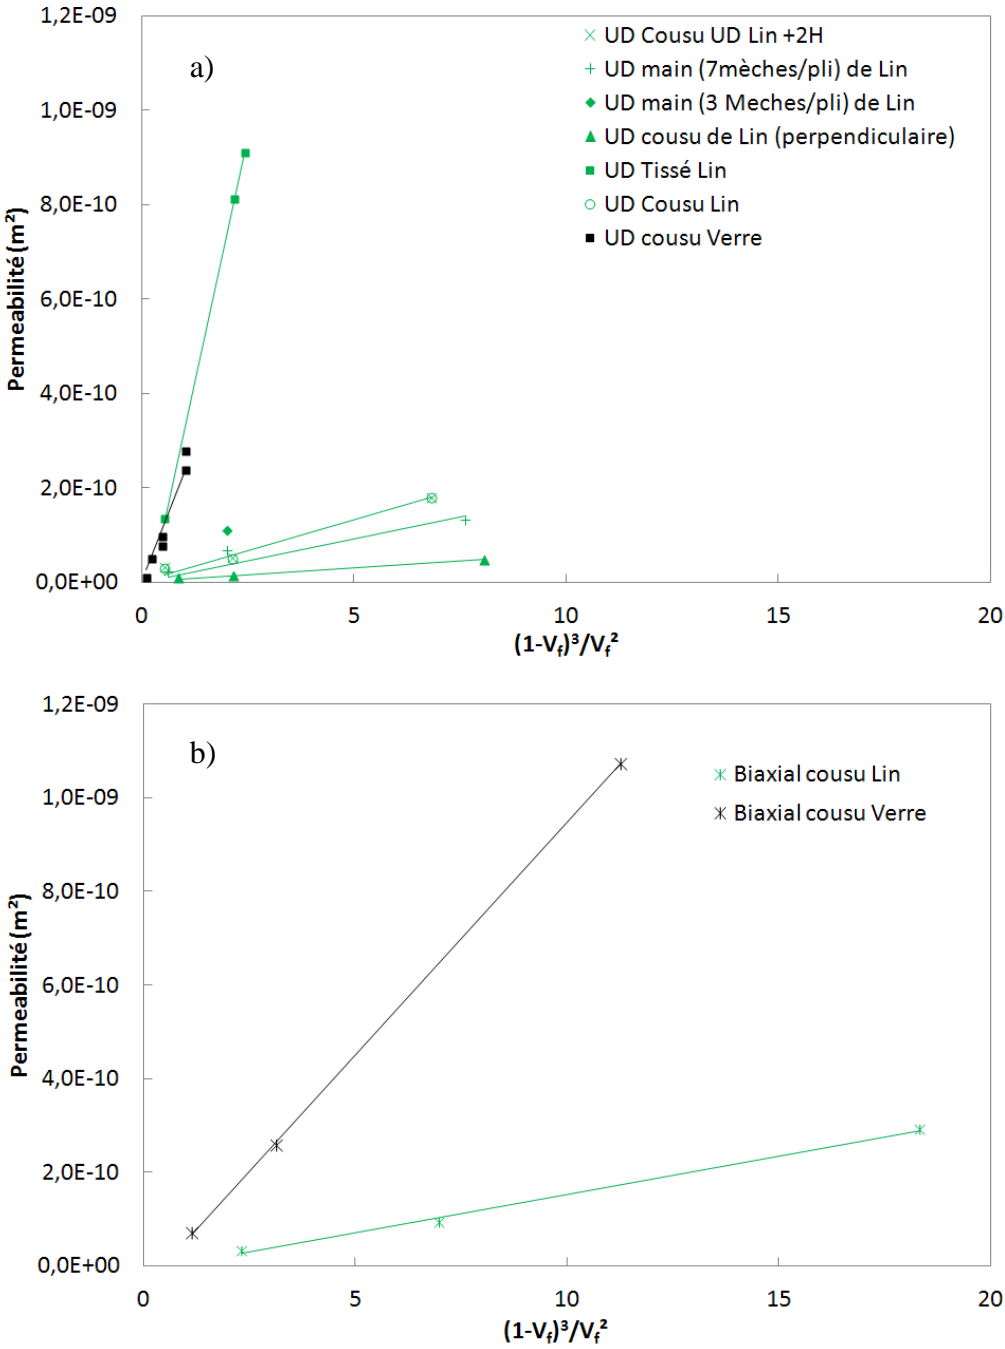 1,2E-09
1,0E-09
8,0E-10
6,0E-10
4,0E-10
2,0E-10
0,0E+00
Permeabilité (m²)
a)
UD Cousu UD Lin +2H
UD main (7mèches/pli) de Lin
UD main (3 Meches/pli) de Lin
UD cousu de Lin (perpendiculaire)
UD Tissé Lin
UD Cousu Lin
UD cousu Verre
0 5 10 15 20
(1-Vf)³/Vf²
1,2E-09
1,0E-09
8,0E-10
6,0E-10
4,0E-10
2,0E-10
0,0E+00
Permeabilité (m²)
b)
Biaxial cousu Lin
Biaxial cousu Verre
0 5 10 15 20
(1-Vf)³/Vf²